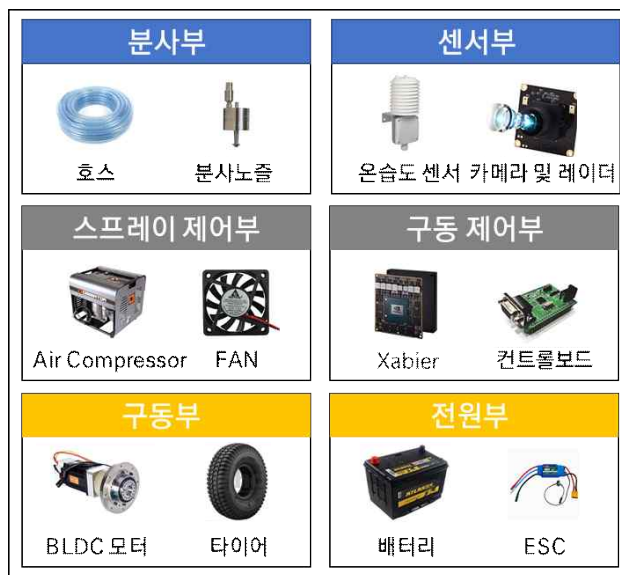 분사부
호스 분사노즐
센서부
온습도 센서 카메라 및 레이더
스프레이 제어부
Air Compressor FAN
구동 제어부
Xabier 컨트롤보드
구동부
BLDC 모터 타이어
전원부
배터리 ESC